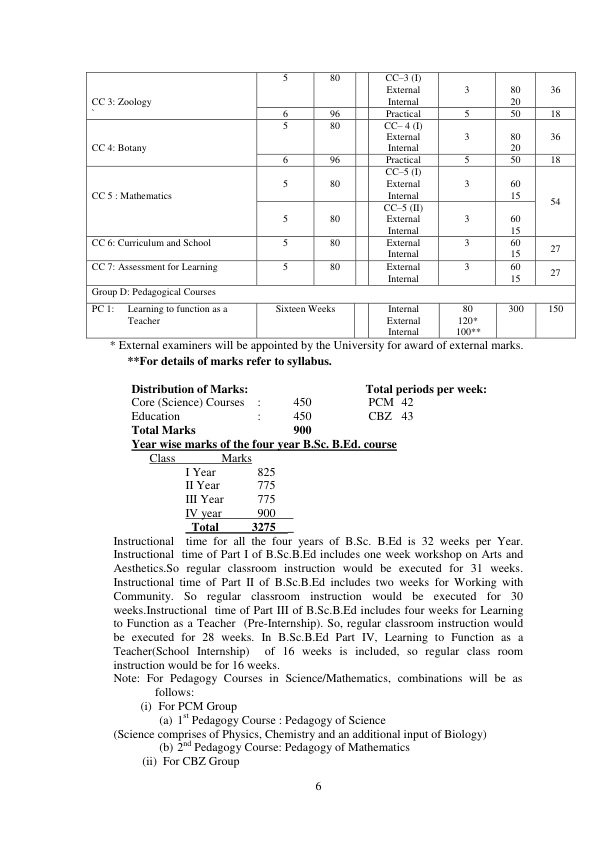 5 80 CC–3 (I)
External 3 80 36
CC 3: Zoology Internal 20
` 6 96 Practical 5 50 18
5 80 CC– 4 (I)
External 3 80 36
CC 4: Botany Internal 20
6 96 Practical 5 50 18
CC–5 (I)
5 80 External 3 60
CC 5 : Mathematics Internal 15
54
CC–5 (II)
5 80 External 3 60
Internal 15
CC 6: Curriculum and School 5 80 External 3 60 27
Internal 15
CC 7: Assessment for Learning 5 80 External 3 60 27
Internal 15
Group D: Pedagogical Courses
PC 1: Learning to function as a Sixteen Weeks Internal 80 300 150
Teacher External 120*
Internal 100**
* External examiners will be appointed by the University for award of external marks.
**For details of marks refer to syllabus.
Distribution of Marks: Total periods per week:
Core (Science) Courses : 450 PCM 42
Education : 450 CBZ 43
Total Marks 900
Year wise marks of the four year B.Sc. B.Ed. course
Class Marks
I Year 825
II Year 775
III Year 775
IV year 900
Total 3275
Instructional time for all the four years of B.Sc. B.Ed is 32 weeks per Year.
Instructional time of Part I of B.Sc.B.Ed includes one week workshop on Arts and
Aesthetics.So regular classroom instruction would be executed for 31 weeks.
Instructional time of Part II of B.Sc.B.Ed includes two weeks for Working with
Community. So regular classroom instruction would be executed for 30
weeks.Instructional time of Part III of B.Sc.B.Ed includes four weeks for Learning
to Function as a Teacher (Pre-Internship). So, regular classroom instruction would
be executed for 28 weeks. In B.Sc.B.Ed Part IV, Learning to Function as a
Teacher(School Internship) of 16 weeks is included, so regular class room
instruction would be for 16 weeks.
Note: For Pedagogy Courses in Science/Mathematics, combinations will be as
follows:
(i) For PCM Group
(a) 1st Pedagogy Course : Pedagogy of Science
(Science comprises of Physics, Chemistry and an additional input of Biology)
(b) 2nd Pedagogy Course: Pedagogy of Mathematics
(ii) For CBZ Group
6